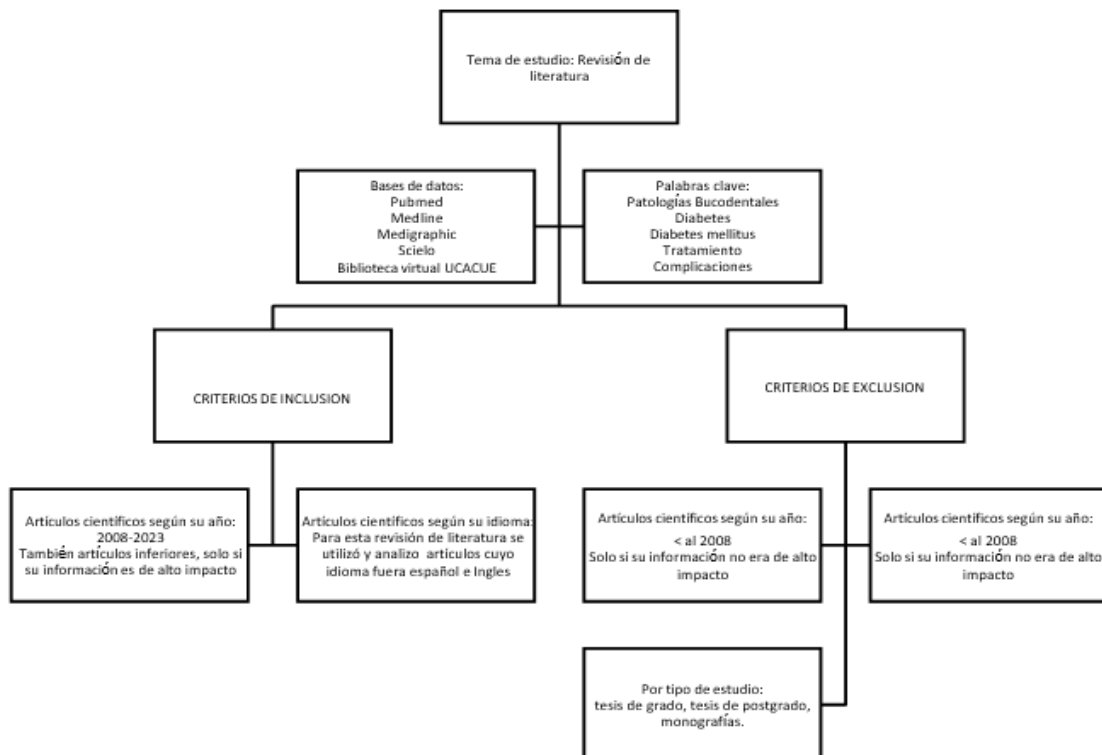 Tema de estudio: Revisión de
literatura
Bases de datos:
Pubmed
Medline
Medigraphic
Scielo
Biblioteca virtual UCACUE
Palabras clave:
Patologías Bucodentales
Diabetes
Diabetes mellitus
Tratamiento
Complicaciones
CRITERIOS DE INCLUSION
CRITERIOS DE EXCLUSION
Artículos científicos según su año:
2008-2023
También artículos inferiores, solo si
su información es de alto impacto
Artículos científicos según su idioma:
Para esta revisión de literatura se
utilizó y analizo articulos cuyo
idioma fuera español e Ingles
Artículos científicos según su año:
< al 2008
Solo si su información no era de alto
impacto
Artículos científicos según su año:
< al 2008
Solo si su información no era de alto
impacto
Por tipo de estudio:
tesis de grado, tesis de postgrado,
monografías.